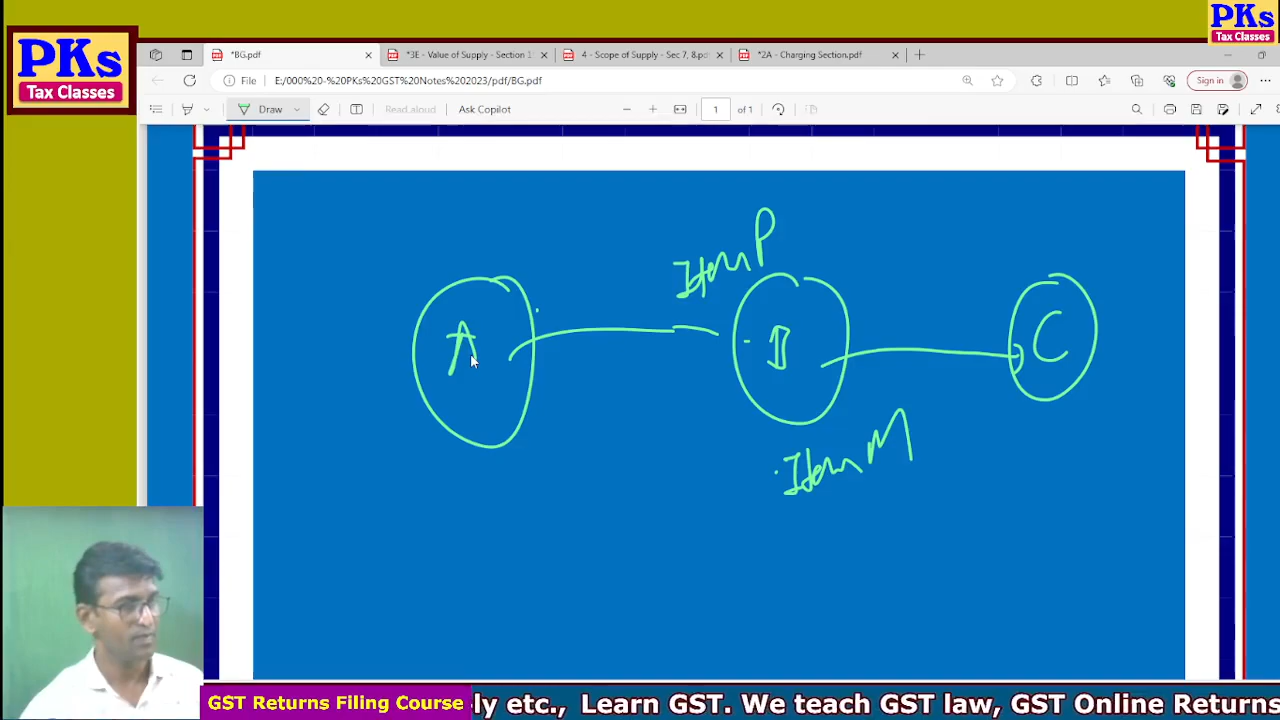 PKs
Tax Classes
PKs
Tax Classes
*BG.pdf
*3E - Value of Supply - Section 1
4 - Scope of Supply - Sec 7, 8.pd
*2A - Charging Section.pdf
File
E:/000%20-%20PKs%20GST%20Notes%202023/pdf/BG.pdf
Sign in
Draw
Read aloud
Ask Copilot
1
of 1
Item P
A
B
C
Item M
GST Returns Filing Course
ly etc., Learn GST. We teach GST law, GST Online Returns